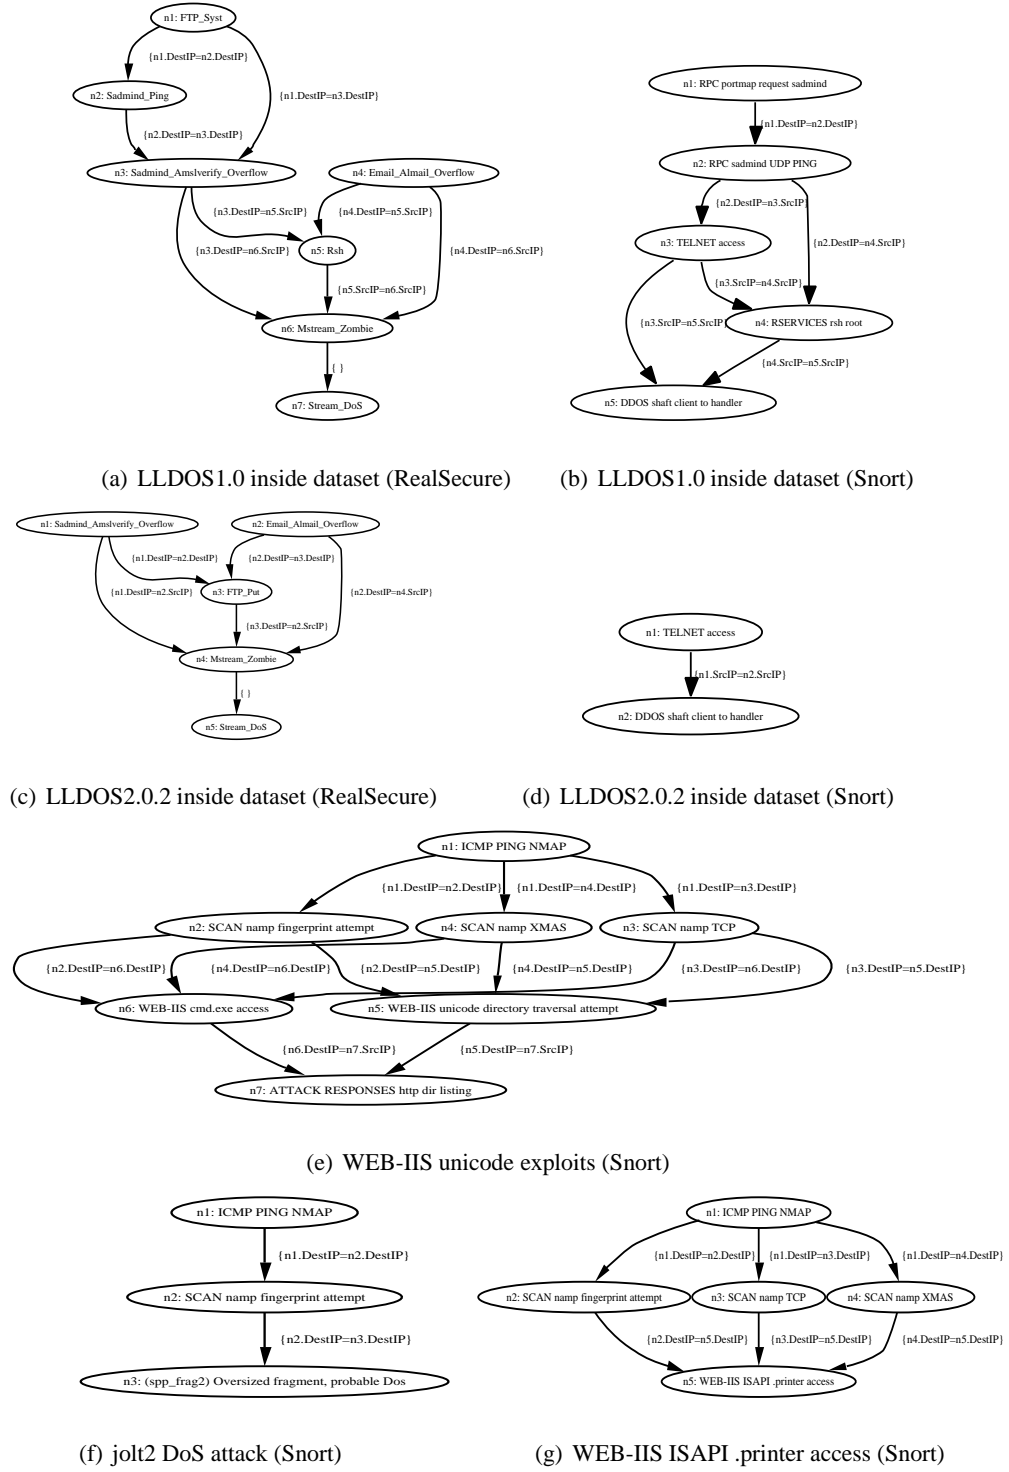 n1: FTP_Syst
{n1.DestIP=n2.DestIP}
n2: Sadmind_Ping
{n1.DestIP=n3.DestIP}
{n2.DestIP=n3.DestIP}
n3: Sadmind_Amslverify_Overflow
n4: Email_Almail_Overflow
{n3.DestIP=n5.SrcIP}
{n4.DestIP=n5.SrcIP}
{n3.DestIP=n6.SrcIP}
n5: Rsh
{n4.DestIP=n6.SrcIP}
{n5.SrcIP=n6.SrcIP}
n6: Mstream_Zombie
{ }
n7: Stream_DoS
(a) LLDOS1.0 inside dataset (RealSecure)
n1: RPC portmap request sadmind
{n1.DestIP=n2.DestIP}
n2: RPC sadmind UDP PING
{n2.DestIP=n3.SrcIP}
n3: TELNET access
{n2.DestIP=n4.SrcIP}
{n3.SrcIP=n4.SrcIP}
{n3.SrcIP=n5.SrcIP}
n4: RSERVICES rsh root
{n4.SrcIP=n5.SrcIP}
n5: DDOS shaft client to handler
(b) LLDOS1.0 inside dataset (Snort)
n1: Sadmind_Amslverify_Overflow
n2: Email_Almail_Overflow
{n1.DestIP=n2.DestIP}
{n2.DestIP=n3.DestIP}
{n1.DestIP=n2.SrcIP}
n3: FTP_Put
{n2.DestIP=n4.SrcIP}
{n3.DestIP=n2.SrcIP}
n4: Mstream_Zombie
{ }
n5: Stream_DoS
(c) LLDOS2.0.2 inside dataset (RealSecure)
n1: TELNET access
{n1.SrcIP=n2.SrcIP}
n2: DDOS shaft client to handler
(d) LLDOS2.0.2 inside dataset (Snort)
n1: ICMP PING NMAP
{n1.DestIP=n2.DestIP}
{n1.DestIP=n4.DestIP}
{n1.DestIP=n3.DestIP}
n2: SCAN namp fingerprint attempt
n4: SCAN namp XMAS
n3: SCAN namp TCP
{n2.DestIP=n6.DestIP}
{n4.DestIP=n6.DestIP}
{n2.DestIP=n5.DestIP}
{n4.DestIP=n5.DestIP}
{n3.DestIP=n6.DestIP}
{n3.DestIP=n5.DestIP}
n6: WEB-IIS cmd.exe access
n5: WEB-IIS unicode directory traversal attempt
{n6.DestIP=n7.SrcIP}
{n5.DestIP=n7.SrcIP}
n7: ATTACK RESPONSES http dir listing
(e) WEB-IIS unicode exploits (Snort)
n1: ICMP PING NMAP
{n1.DestIP=n2.DestIP}
n2: SCAN namp fingerprint attempt
{n2.DestIP=n3.DestIP}
n3: (spp_frag2) Oversized fragment, probable Dos
(f) jolt2 DoS attack (Snort)
n1: ICMP PING NMAP
{n1.DestIP=n2.DestIP}
{n1.DestIP=n3.DestIP}
{n1.DestIP=n4.DestIP
n2: SCAN namp fingerprint attempt
n3: SCAN namp TCP
n4: SCAN namp XMAS
{n2.DestIP=n5.DestIP}
{n3.DestIP=n5.DestIP}
{n4.DestIP=n5.DestIP}
n5: WEB-IIS ISAPI .printer access
(g) WEB-IIS ISAPI .printer access (Snort)